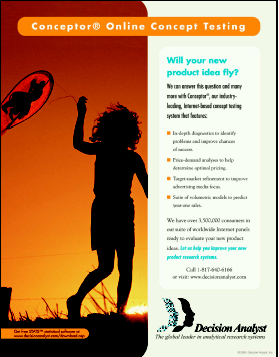 Conceptor® Online Concept Testing
Will your new
product idea fly?
We can answer this question and many
more with Conceptor®, our industry-
leading, Internet-based concept testing
system that features:
In-depth diagnostics to identify
problems and improve chances
of success.
Price-demand analyses to help
determine optimal pricing.
Target-market refinement to improve
advertising media focus.
Suite of volumetric models to predict
year-one sales.
We have over 3,500,000 consumers in
our suite of worldwide Internet panels
ready to evaluate your new product
ideas. Let us help you improve your new
product research systems.
Call 1-817-640-6166
or visit: www.decisionanalyst.com
Get free STATS™ statistical software at
www.decisionanalyst.com/download.asp
Decision Analyst
The global leader in analytical research systems